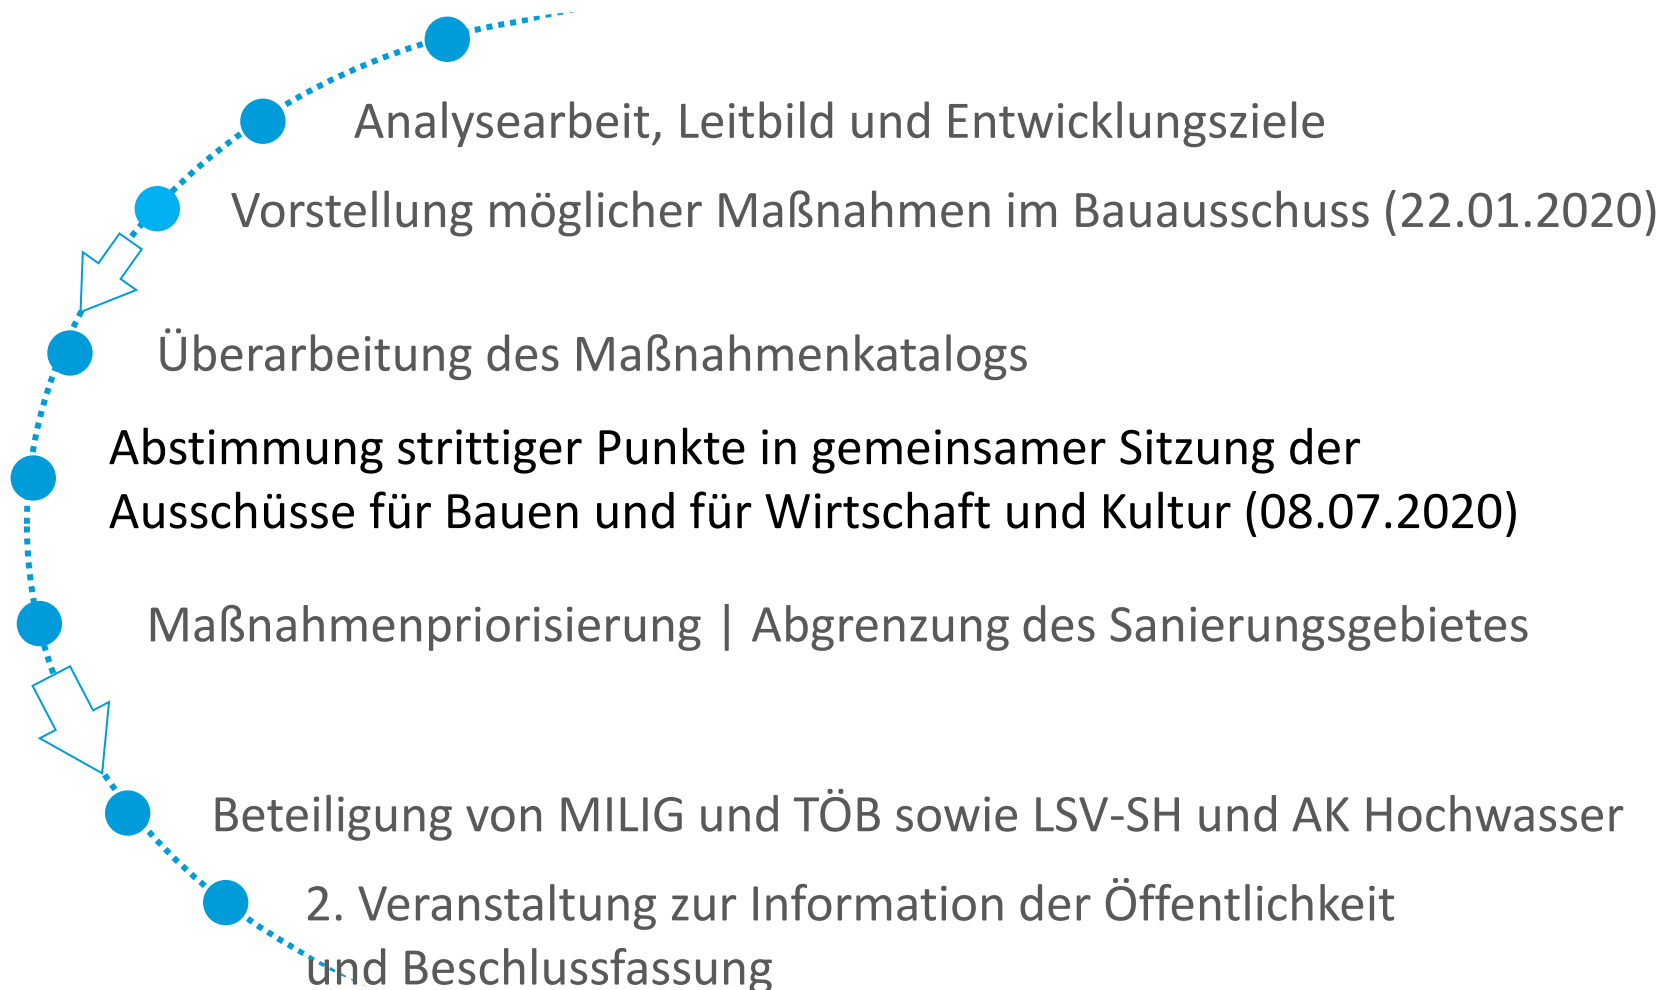 Analysearbeit, Leitbild und Entwicklungsziele
Vorstellung möglicher Maßnahmen im Bauausschuss (22.01.2020)
Überarbeitung des Maßnahmenkatalogs
Abstimmung strittiger Punkte in gemeinsamer Sitzung der
Ausschüsse für Bauen und für Wirtschaft und Kultur (08.07.2020)
Maßnahmenpriorisierung | Abgrenzung des Sanierungsgebietes
Beteiligung von MILIG und TÖB sowie LSV-SH und AK Hochwasser
2. Veranstaltung zur Information der Öffentlichkeit
und Beschlussfassung